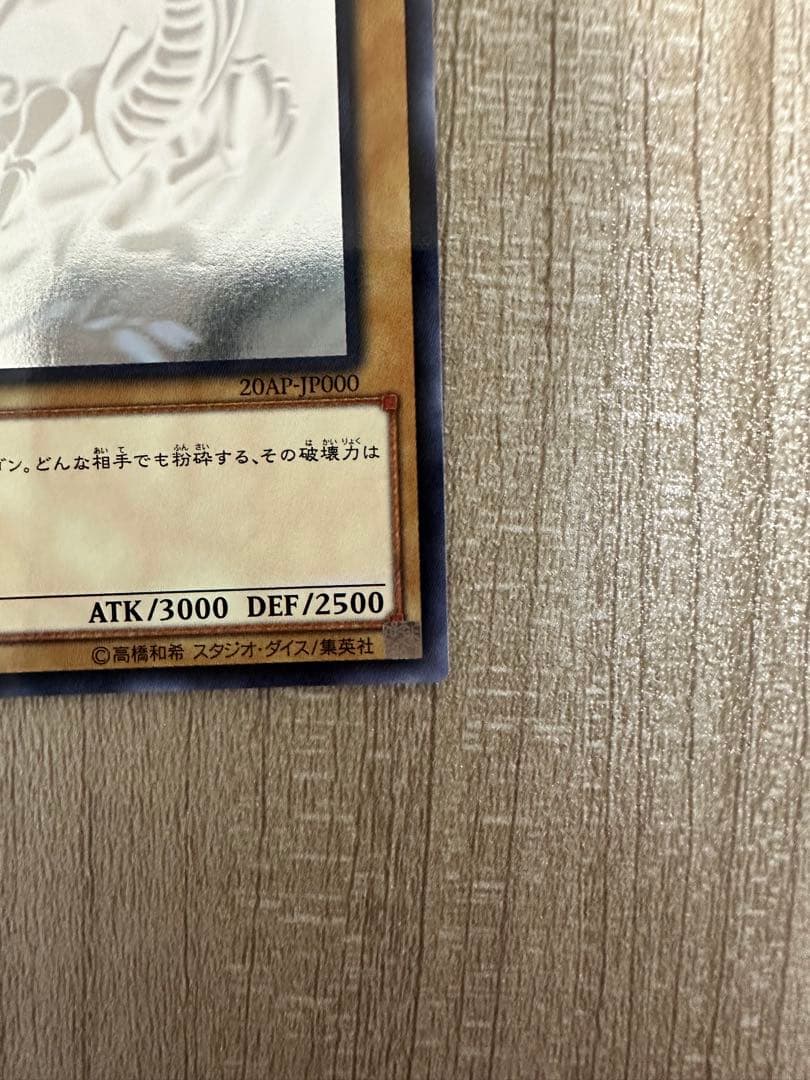 20AP-JP000
ゴン。どんな相手でも粉砕する、その破壊力は
ATK/3000 DEF/2500
©高橋和希 スタジオ・ダイス/集英社